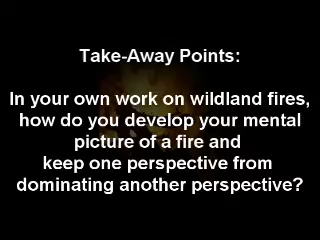 Take-Away Points:
In your own work on wildland fires,
how do you develop your mental
picture of a fire and
keep one perspective from
dominating another perspective?